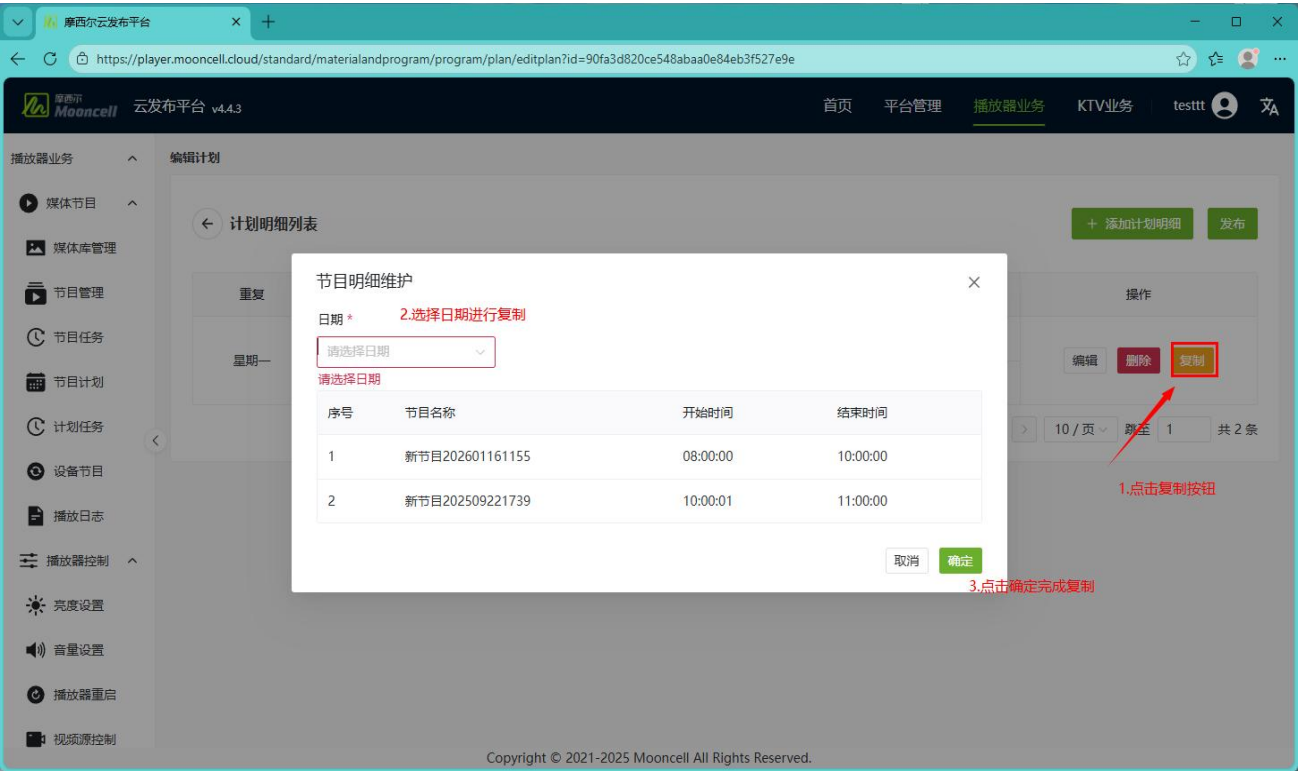 摩西尔云发布平台
https://player.mooncell.cloud/standard/materialandprogram/program/plan/editplan?id=90fa3d820ce548abaa0e84eb3f527e9e
摩西尔 Mooncell 云发布平台 v4.4.3 首页 平台管理 播放器业务 KTV业务 testtt
播放器业务
编辑计划
媒体节目
计划明细列表
+ 添加计划明细 发布
媒体库管理
节目明细维护
节目管理
重复
操作
日期 * 2.选择日期进行复制
节目任务
请选择日期
星期一
编辑 删除 复制
请选择日期
节目计划
序号 节目名称 开始时间 结束时间
计划任务
10 / 页 跳至 1 共 2 条
1 新节目202601161155 08:00:00 10:00:00
设备节目
1.点击复制按钮
2 新节目202509221739 10:00:01 11:00:00
播放日志
播放器控制
取消 确定
3.点击确定完成复制
亮度设置
音量设置
播放器重启
视频源控制
Copyright © 2021-2025 Mooncell All Rights Reserved.